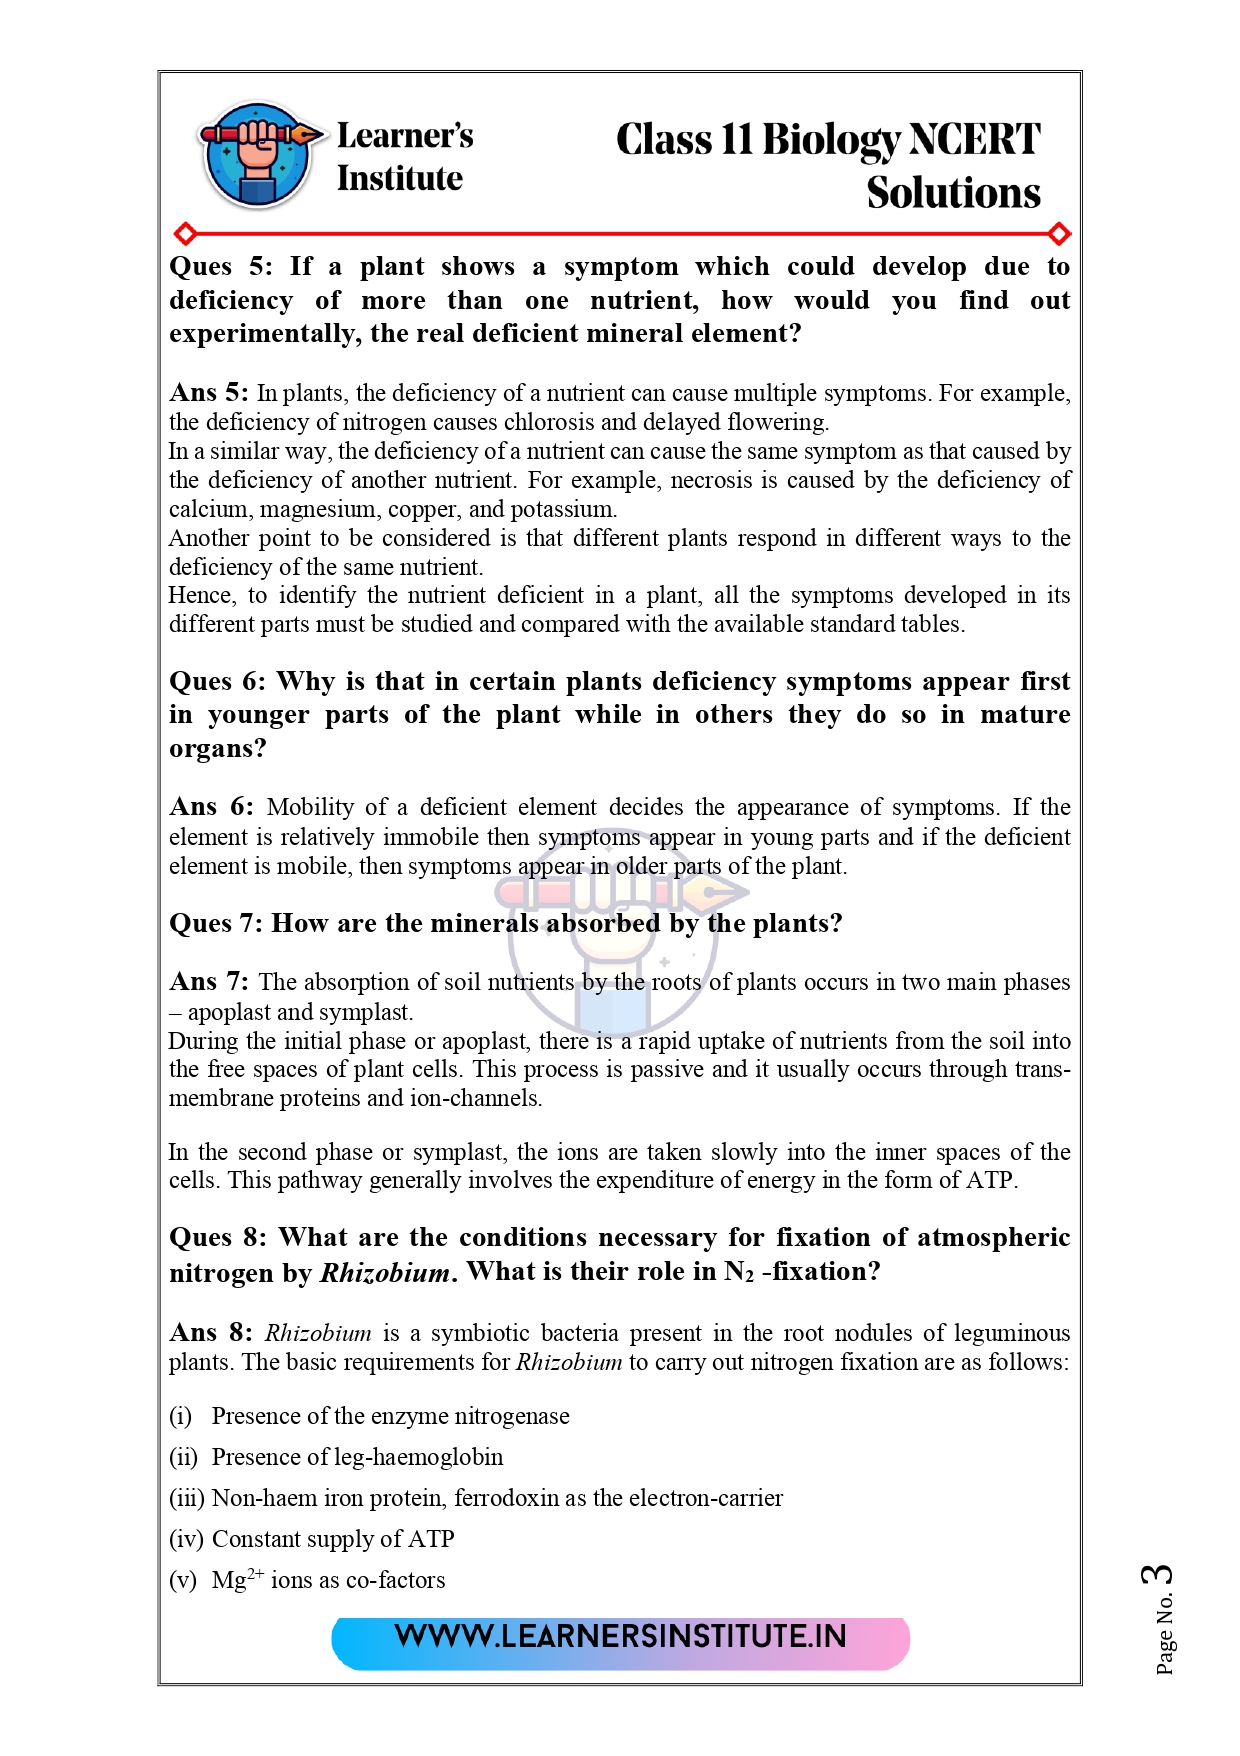 Learner's
Institute
Class 11 Biology NCERT
Solutions
Ques 5: If a plant shows a symptom which could develop due to
deficiency of more than one nutrient, how would you find out
experimentally, the real deficient mineral element?
Ans 5: In plants, the deficiency of a nutrient can cause multiple symptoms. For example,
the deficiency of nitrogen causes chlorosis and delayed flowering.
In a similar way, the deficiency of a nutrient can cause the same symptom as that caused by
the deficiency of another nutrient. For example, necrosis is caused by the deficiency of
calcium, magnesium, copper, and potassium.
Another point to be considered is that different plants respond in different ways to the
deficiency of the same nutrient.
Hence, to identify the nutrient deficient in a plant, all the symptoms developed in its
different parts must be studied and compared with the available standard tables.
Ques 6: Why is that in certain plants deficiency symptoms appear first
in younger parts of the plant while in others they do so in mature
organs?
Ans 6: Mobility of a deficient element decides the appearance of symptoms. If the
element is relatively immobile then symptoms appear in young parts and if the deficient
element is mobile, then symptoms appear in older parts of the plant.
Ques 7: How are the minerals absorbed by the plants?
Ans 7: The absorption of soil nutrients by the roots of plants occurs in two main phases
– apoplast and symplast.
During the initial phase or apoplast, there is a rapid uptake of nutrients from the soil into
the free spaces of plant cells. This process is passive and it usually occurs through trans-
membrane proteins and ion-channels.
In the second phase or symplast, the ions are taken slowly into the inner spaces of the
cells. This pathway generally involves the expenditure of energy in the form of ATP.
Ques 8: What are the conditions necessary for fixation of atmospheric
nitrogen by Rhizobium. What is their role in N₂ -fixation?
Ans 8: Rhizobium is a symbiotic bacteria present in the root nodules of leguminous
plants. The basic requirements for Rhizobium to carry out nitrogen fixation are as follows:
(i) Presence of the enzyme nitrogenase
(ii) Presence of leg-haemoglobin
(iii) Non-haem iron protein, ferrodoxin as the electron-carrier
(iv) Constant supply of ATP
(v) Mg²⁺ ions as co-factors
WWW.LEARNERSINSTITUTE.IN
Page No. 3